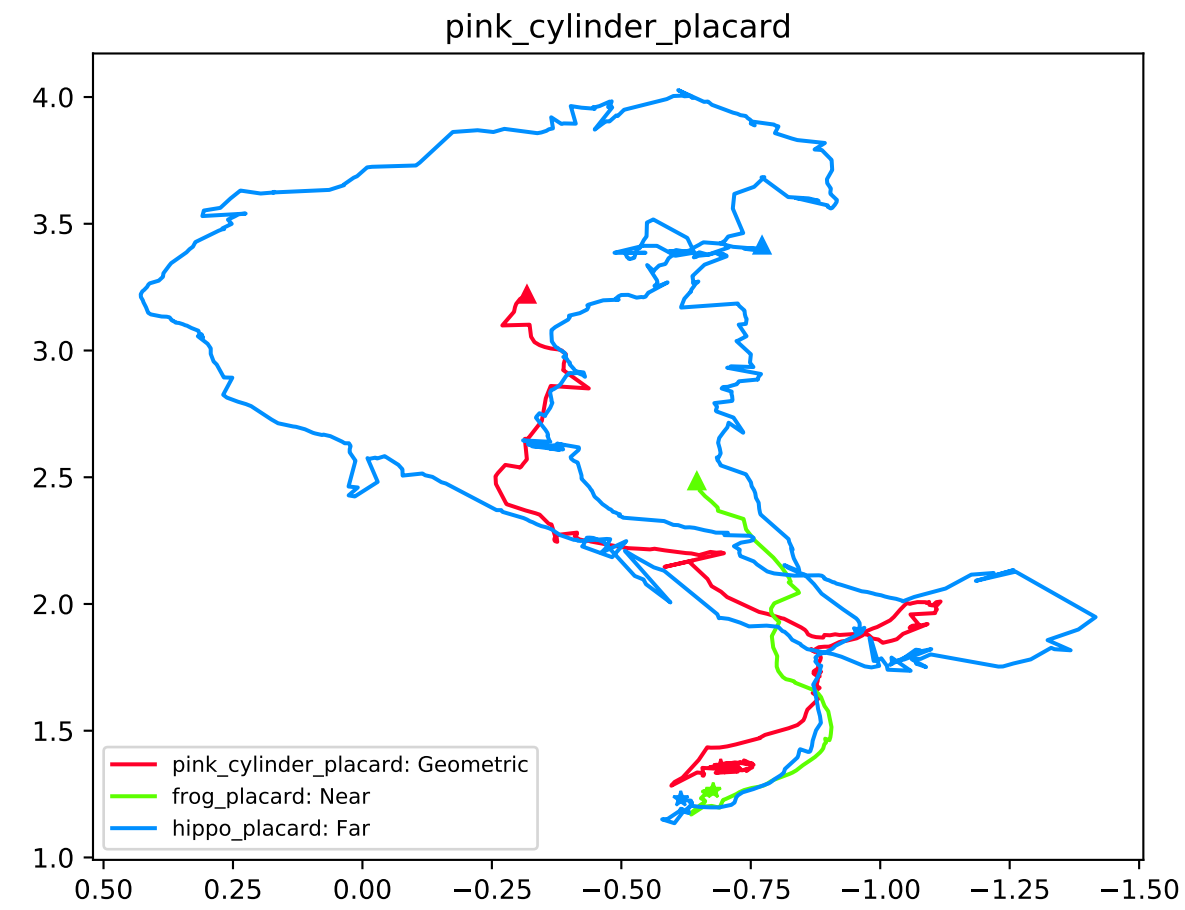 pink_cylinder_placard
4.0
3.5
3.0
2.5
2.0
1.5
1.0
pink_cylinder_placard: Geometric
frog_placard: Near
hippo_placard: Far
0.50 0.25 0.00 −0.25 −0.50 −0.75 −1.00 −1.25 −1.50